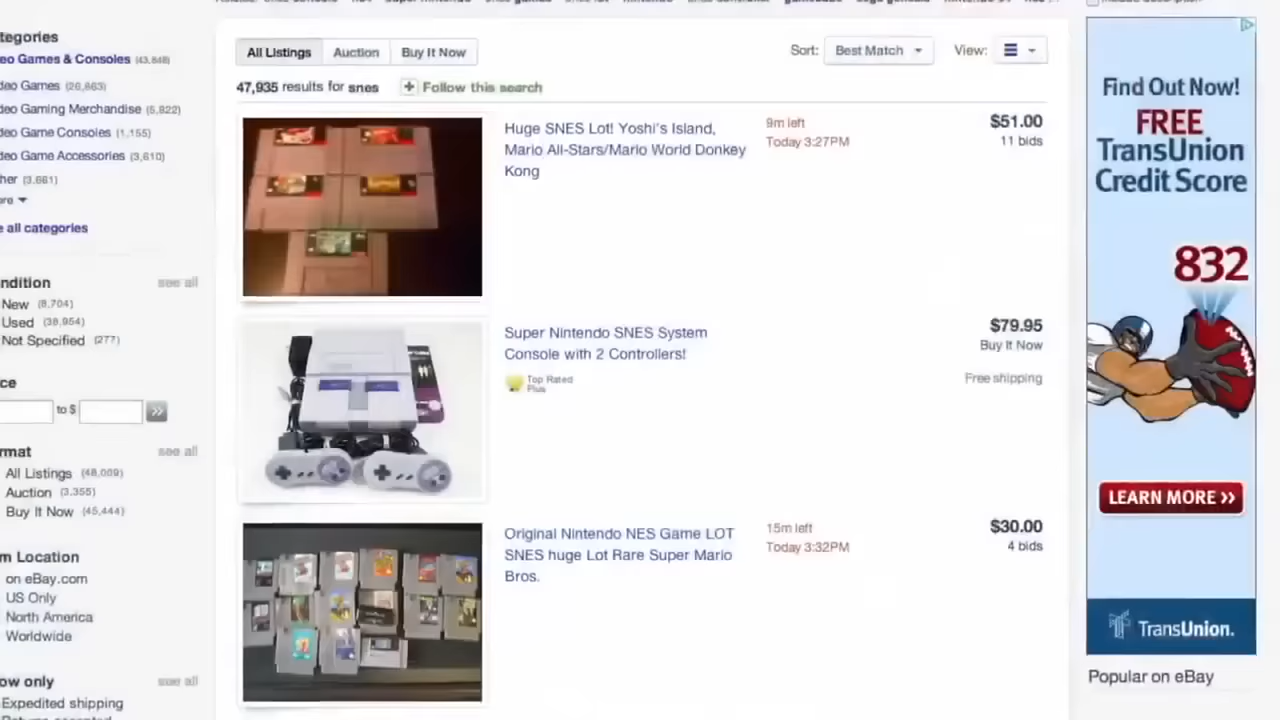 tegories
eo Games & Consoles (43,848)
deo Games (26,663)
deo Gaming Merchandise (5,822)
deo Game Consoles (1,155)
deo Game Accessories (3,610)
her (3,661)
ore
e all categories
ndition
see all
New (8,704)
Used (38,954)
Not Specified (277)
ce
to $
rmat
see all
All Listings (48,009)
Auction (3,355)
Buy It Now (45,444)
m Location
on eBay.com
US Only
North America
Worldwide
ow only
see all
Expedited shipping
All Listings
Auction
Buy It Now
Sort:
Best Match
View:
47,935 results for snes
Follow this search
Huge SNES Lot! Yoshi's Island,
Mario All-Stars/Mario World Donkey
Kong
9m left
Today 3:27PM
$51.00
11 bids
Super Nintendo SNES System
Console with 2 Controllers!
Top Rated
Plus
$79.95
Buy It Now
Free shipping
Original Nintendo NES Game LOT
SNES huge Lot Rare Super Mario
Bros.
15m left
Today 3:32PM
$30.00
4 bids
Find Out Now!
FREE
TransUnion
Credit Score
832
LEARN MORE >>
TransUnion.
Popular on eBay